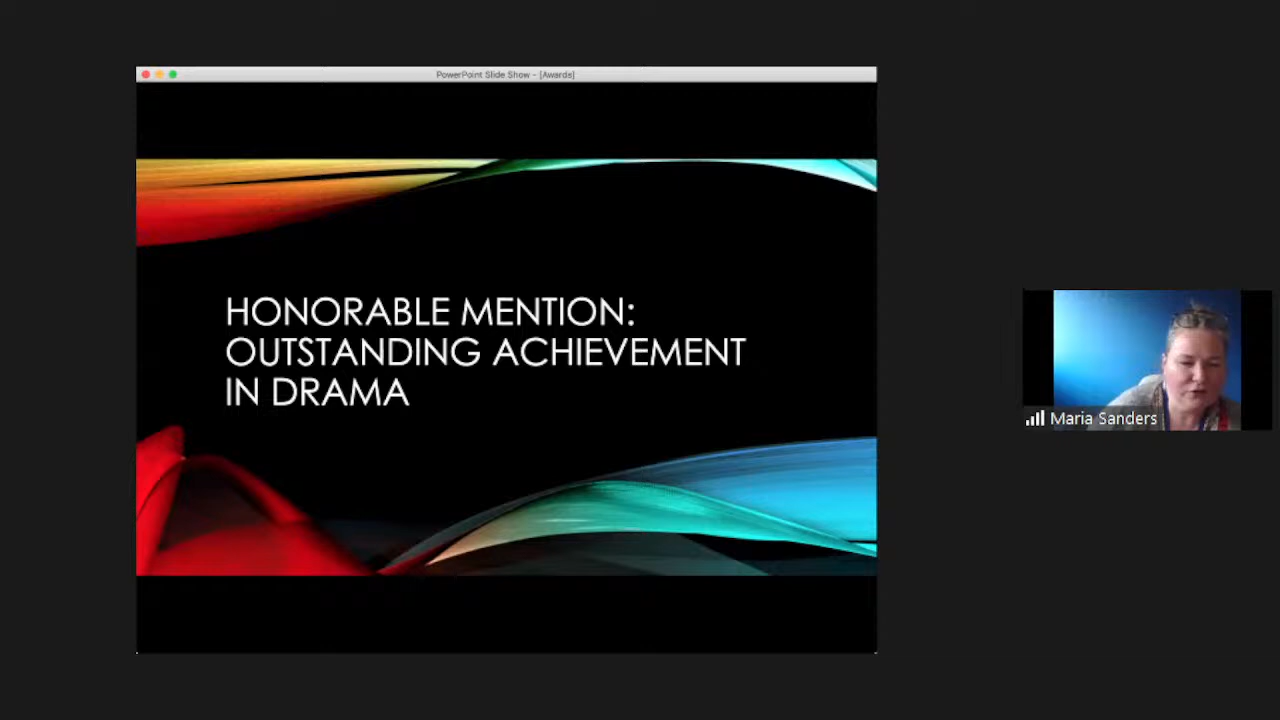 PowerPoint Slide Show - [Awards]
HONORABLE MENTION:
OUTSTANDING ACHIEVEMENT
IN DRAMA
Maria Sanders